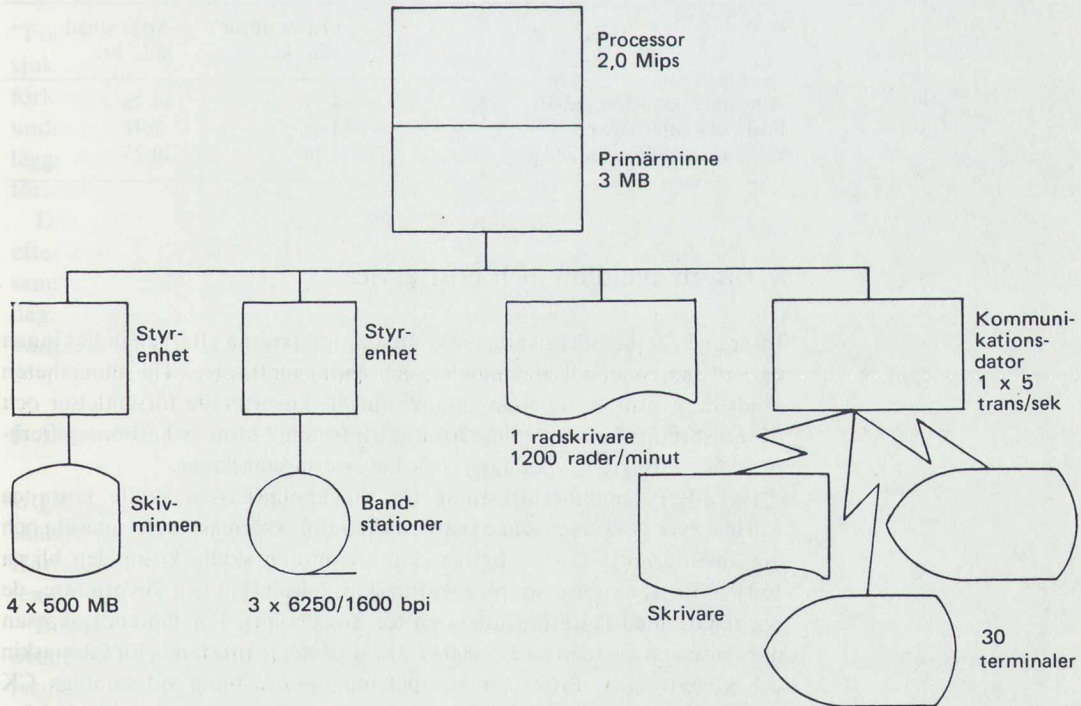 Processor
2,0 Mips
Primärminne
3 MB
Styr-
enhet
Styr-
enhet
Kommuni-
kations-
dator
1 x 5
trans/sek
1 radskrivare
1200 rader/minut
Skiv-
minnen
Band-
stationer
4 x 500 MB
3 x 6250/1600 bpi
Skrivare
30
terminaler